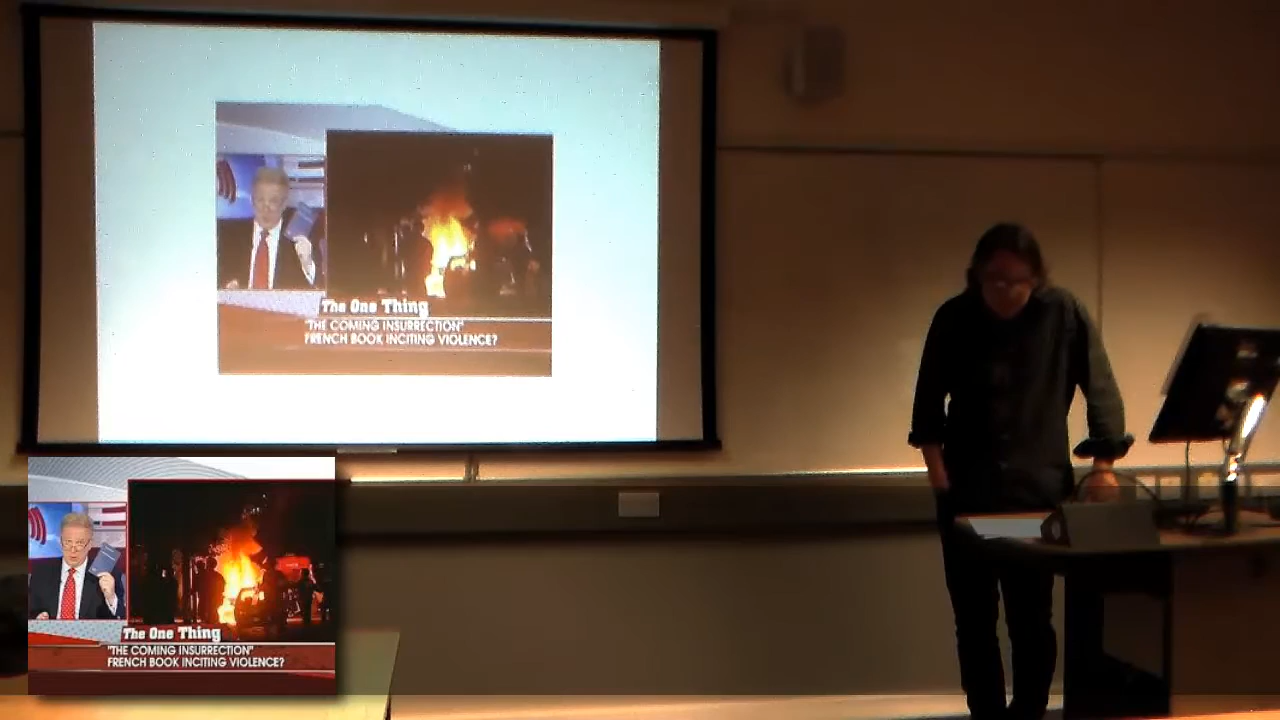 The One Thing
"THE COMING INSURRECTION"
FRENCH BOOK INCITING VIOLENCE?
The One Thing
"THE COMING INSURRECTION"
FRENCH BOOK INCITING VIOLENCE?